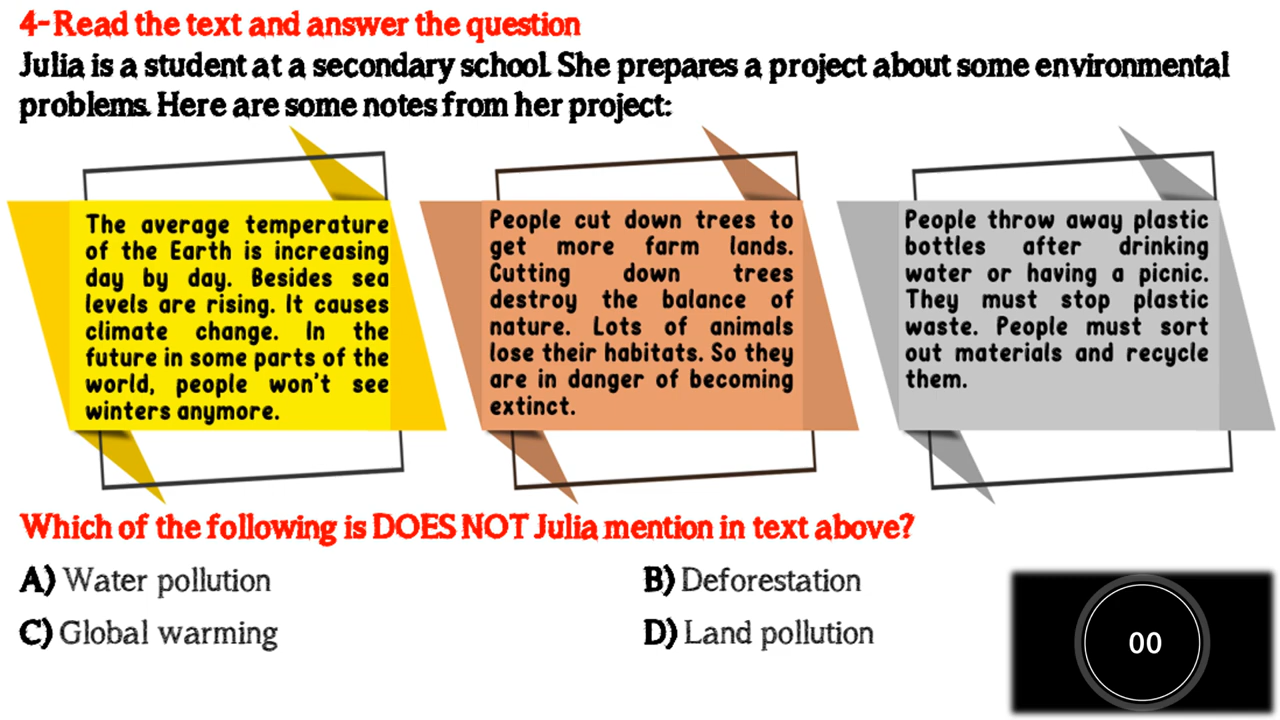 4-Read the text and answer the question
Julia is a student at a secondary school. She prepares a project about some environmental
problems. Here are some notes from her project:
The average temperature
of the Earth is increasing
day by day. Besides sea
levels are rising. It causes
climate change. In the
future in some parts of the
world, people won't see
winters anymore.
People cut down trees to
get more farm lands.
Cutting down trees
destroy the balance of
nature. Lots of animals
lose their habitats. So they
are in danger of becoming
extinct.
People throw away plastic
bottles after drinking
water or having a picnic.
They must stop plastic
waste. People must sort
out materials and recycle
them.
Which of the following is DOES NOT Julia mention in text above?
A) Water pollution
B) Deforestation
C) Global warming
D) Land pollution
00